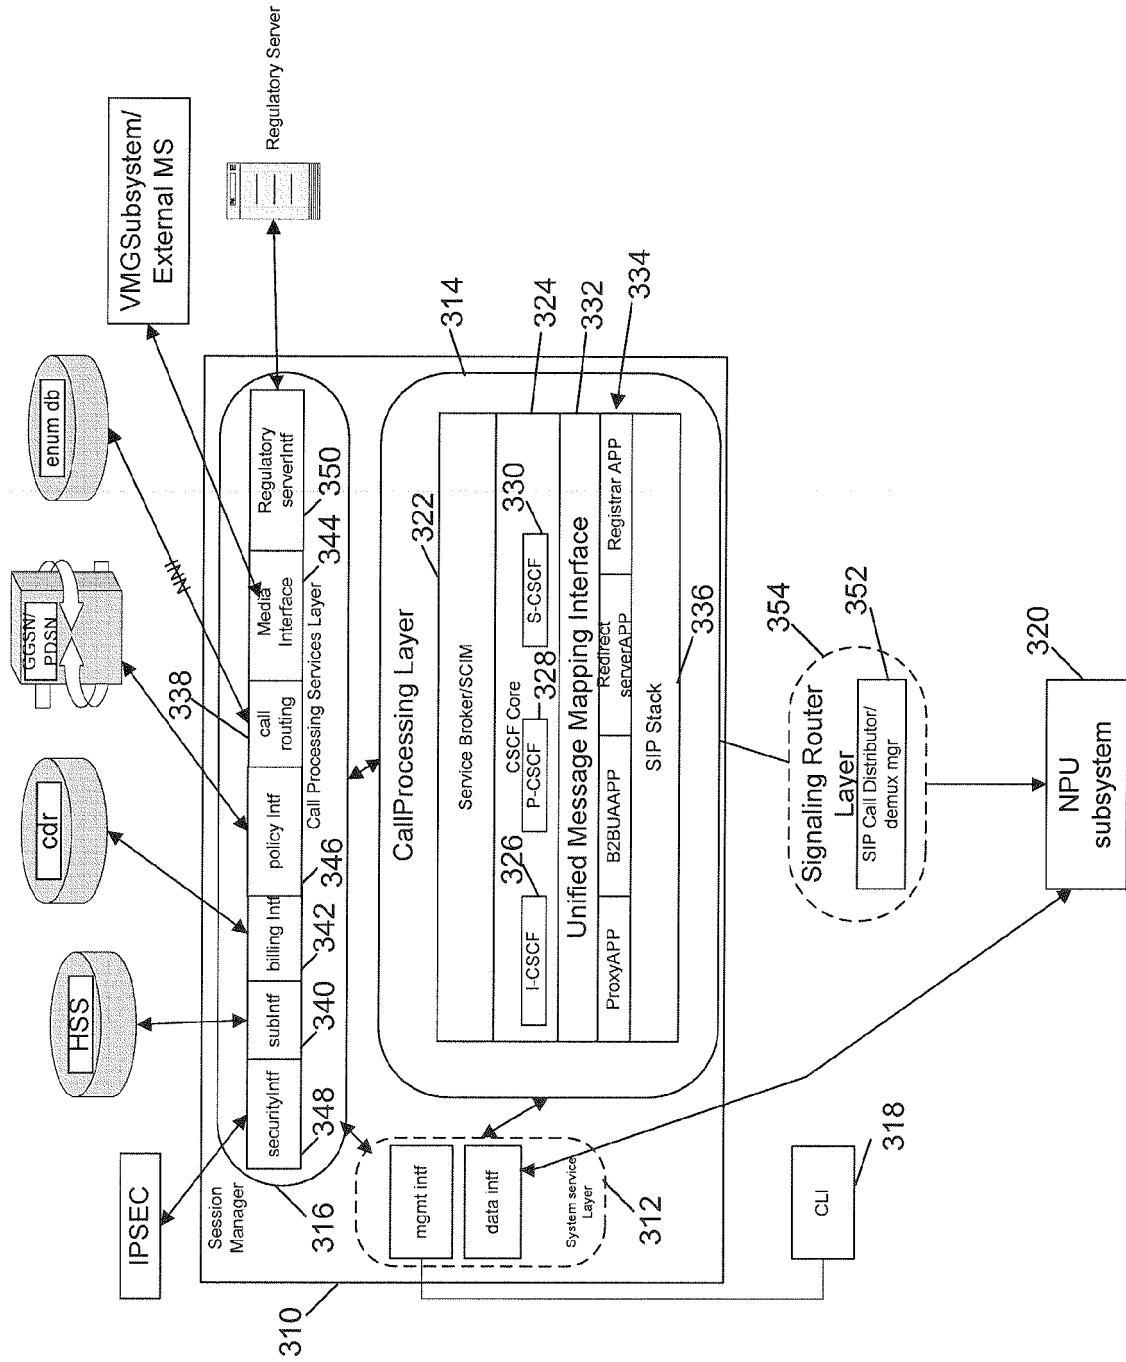 IPSEC
HSS
cdr
GGSN/
PDSN
enum db
VMGSubsystem/
External MS
Regulatory Server
338
NNI
Session
Manager
securityIntf
subIntf
billing Intf
policy Intf
call
routing
Media
Interface
Regulatory
serverIntf
Call Processing Services Layer
316
348
340
342
346
344
350
310
mgmt intf
data intf
System service
Layer
312
CallProcessing Layer
322
314
Service Broker/SCIM
324
CSCF Core
326
I-CSCF
P-CSCF
328
S-CSCF
330
Unified Message Mapping Interface
332
ProxyAPP
B2BUAAPP
Redirect
serverAPP
Registrar APP
334
SIP Stack
336
Signaling Router
Layer
354
SIP Call Distributor/
demux mgr
352
CLI
318
NPU
subsystem
320